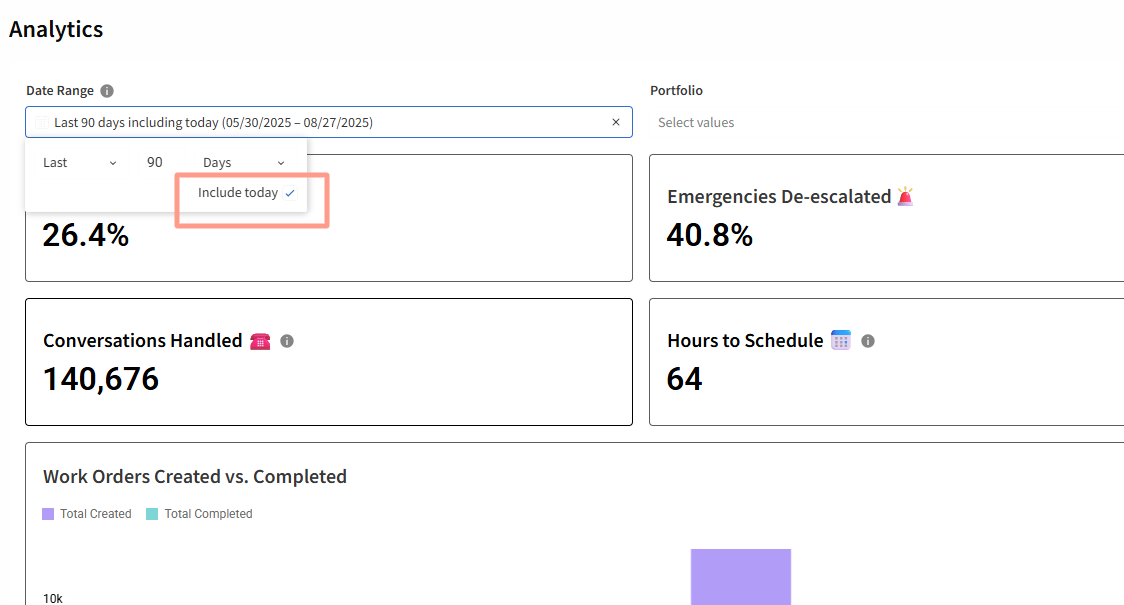 Analytics
Date Range
Portfolio
Last 90 days including today (05/30/2025 – 08/27/2025)
Select values
Last 90 Days
Include today
26.4%
Emergencies De-escalated
40.8%
Conversations Handled
140,676
Hours to Schedule
64
Work Orders Created vs. Completed
Total Created Total Completed
10k